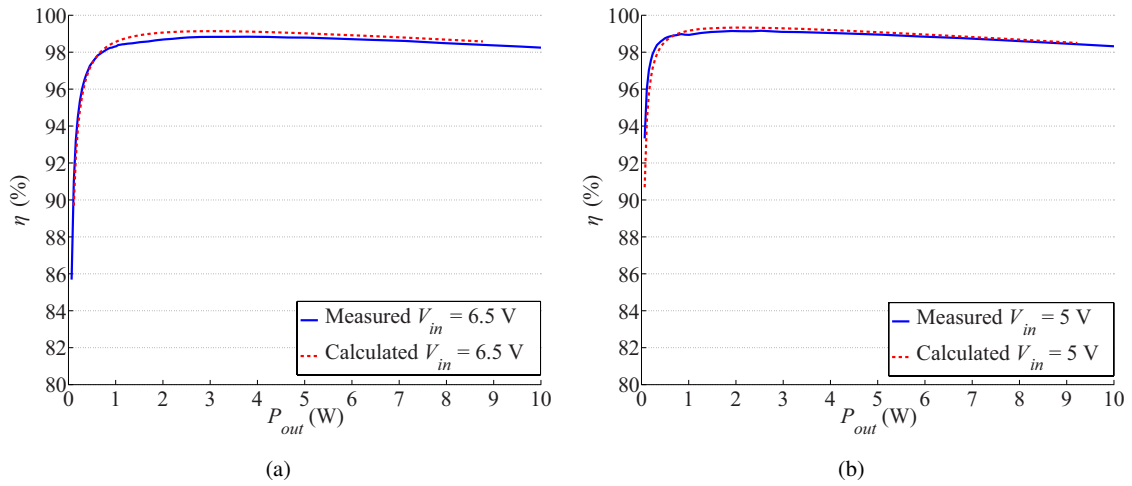 100
98
96
94
92
90
88
86
84
82
80
η (%)
0 1 2 3 4 5 6 7 8 9 10
P_out (W)
Measured V_in = 6.5 V
Calculated V_in = 6.5 V
(a)
100
98
96
94
92
90
88
86
84
82
80
η (%)
0 1 2 3 4 5 6 7 8 9 10
P_out (W)
Measured V_in = 5 V
Calculated V_in = 5 V
(b)